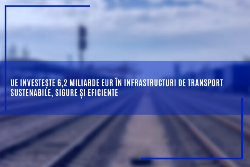 UE INVESTEȘTE 6,2 MILIARDE EUR ÎN INFRASTRUCTURI DE TRANSPORT
SUSTENABILE, SIGURE ȘI EFICIENTE